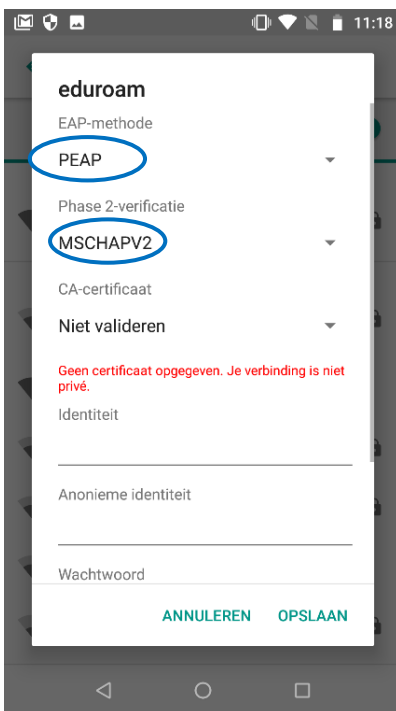 11:18
eduroam
EAP-methode
PEAP
Phase 2-verificatie
MSCHAPV2
CA-certificaat
Niet valideren
Geen certificaat opgegeven. Je verbinding is niet
privé.
Identiteit
Anonieme identiteit
Wachtwoord
ANNULEREN OPSLAAN